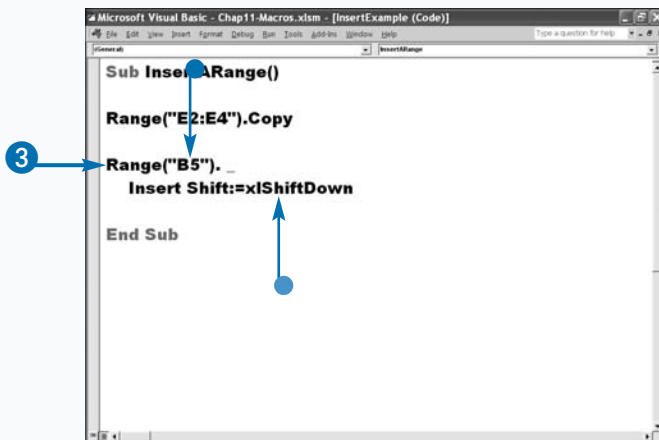 Microsoft Visual Basic - Chap11-Macros.xlsm - [InsertExample (Code)]
File Edit View Insert Format Debug Run Tools Add-Ins Window Help
Type a question for help
(General)
InsertARange
Sub InsertARange()
Range("E2:E4").Copy
3
Range("B5"). _
Insert Shift:=xlShiftDown
End Sub